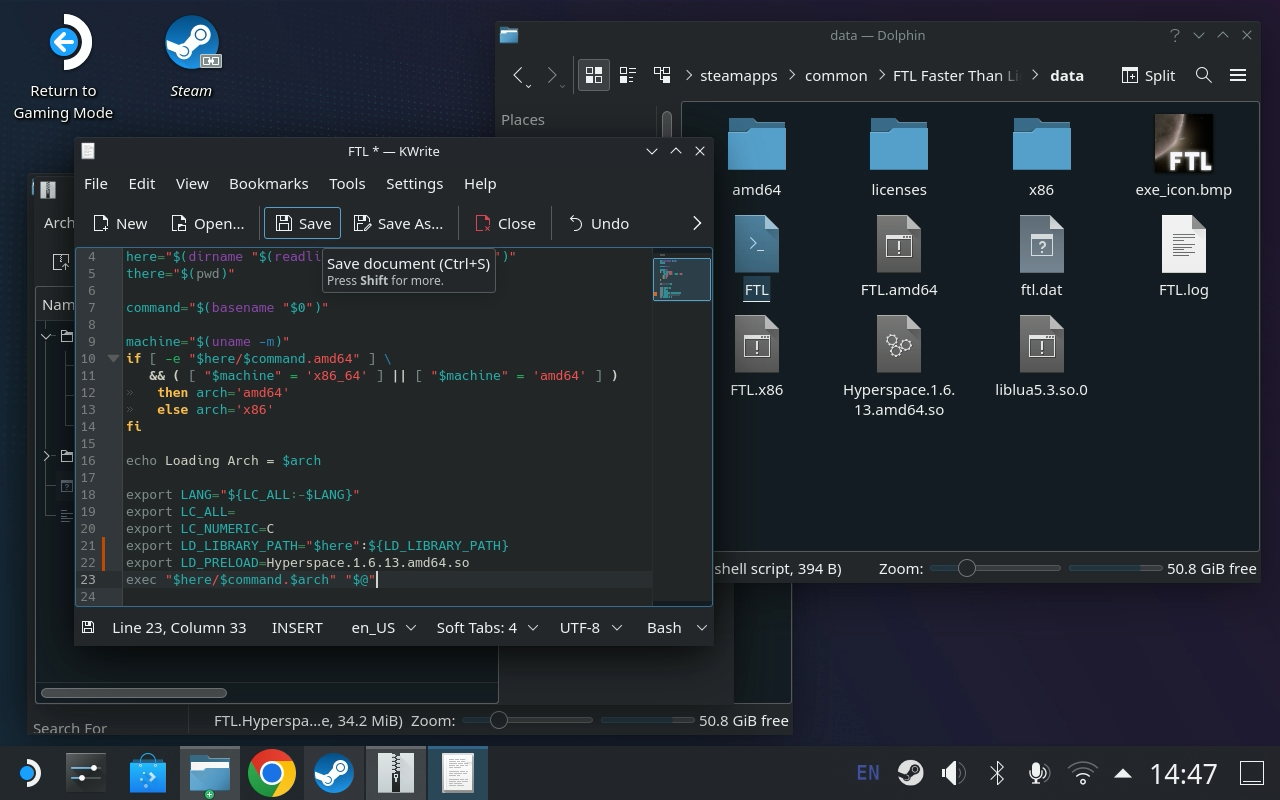 Return to
Gaming Mode
Steam
data — Dolphin
steamapps
common
FTL Faster Than Li
data
Split
Places
amd64
licenses
x86
exe_icon.bmp
FTL
FTL
FTL.amd64
ftl.dat
FTL.log
FTL.x86
Hyperspace.1.6.
13.amd64.so
liblua5.3.so.0
shell script, 394 B)
Zoom:
50.8 GiB free
FTL * — KWrite
File Edit View Bookmarks Tools Settings Help
New Open... Save Save As... Close Undo
Save document (Ctrl+S)
Press Shift for more.
4 here="$(dirname "$(readli ")"
5 there="$(pwd)"
6
7 command="$(basename "$0")"
8
9 machine="$(uname -m)"
10 if [ -e "$here/$command.amd64" ] \
11 && ( [ "$machine" = 'x86_64' ] || [ "$machine" = 'amd64' ] )
12 » then arch='amd64'
13 » else arch='x86'
14 fi
15
16 echo Loading Arch = $arch
17
18 export LANG="${LC_ALL:-$LANG}"
19 export LC_ALL=
20 export LC_NUMERIC=C
21 export LD_LIBRARY_PATH="$here":${LD_LIBRARY_PATH}
22 export LD_PRELOAD=Hyperspace.1.6.13.amd64.so
23 exec "$here/$command.$arch" "$@"
24
Line 23, Column 33 INSERT en_US Soft Tabs: 4 UTF-8 Bash
Arch
Nam
Search For
FTL.Hyperspa...e, 34.2 MiB) Zoom: 50.8 GiB free
EN
14:47